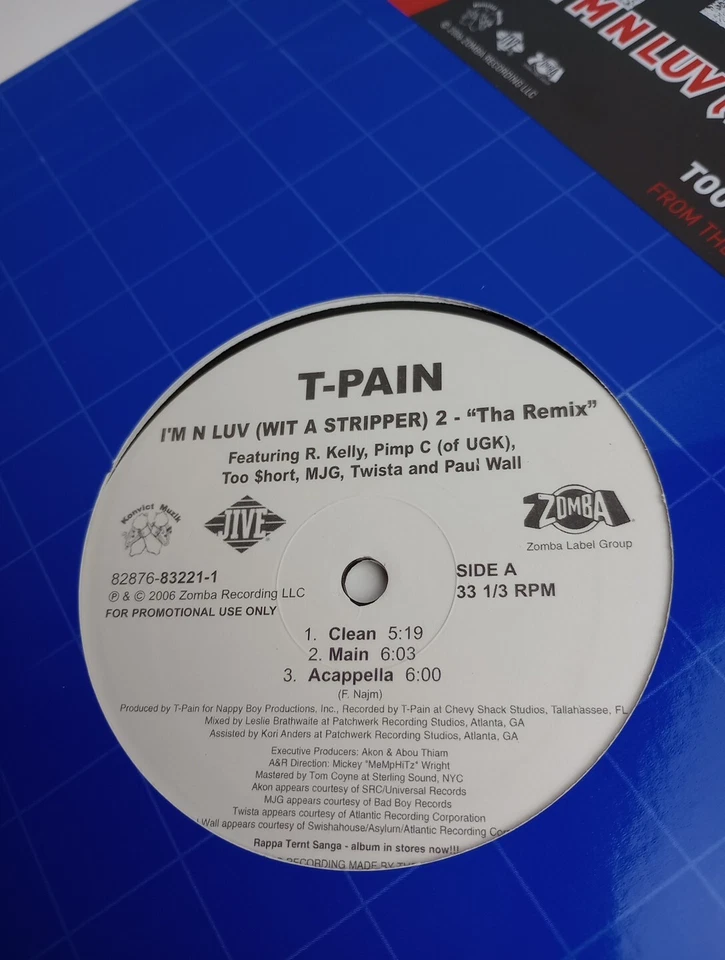 © 2006 ZOMBA RECORDING LLC
I'M N LUV
TOO
FROM THE
T-PAIN
I'M N LUV (WIT A STRIPPER) 2 - “Tha Remix”
Featuring R. Kelly, Pimp C (of UGK),
Too $hort, MJG, Twista and Paul Wall
Konvict Muzik
JIVE
ZOMBA
Zomba Label Group
82876-83221-1
℗ & © 2006 Zomba Recording LLC
FOR PROMOTIONAL USE ONLY
SIDE A
33 1/3 RPM
1. Clean 5:19
2. Main 6:03
3. Acappella 6:00
(F. Najm)
Produced by T-Pain for Nappy Boy Productions, Inc., Recorded by T-Pain at Chevy Shack Studios, Tallahassee, FL
Mixed by Leslie Brathwaite at Patchwerk Recording Studios, Atlanta, GA
Assisted by Kori Anders at Patchwerk Recording Studios, Atlanta, GA
Executive Producers: Akon & Abou Thiam
A&R Direction: Mickey "MeMpHiTz" Wright
Mastered by Tom Coyne at Sterling Sound, NYC
Akon appears courtesy of SRC/Universal Records
MJG appears courtesy of Bad Boy Records
Twista appears courtesy of Atlantic Recording Corporation
Wall appears courtesy of Swishahouse/Asylum/Atlantic Recording Cor
Rappa Ternt Sanga - album in stores now!!!
RECORDING MADE BY